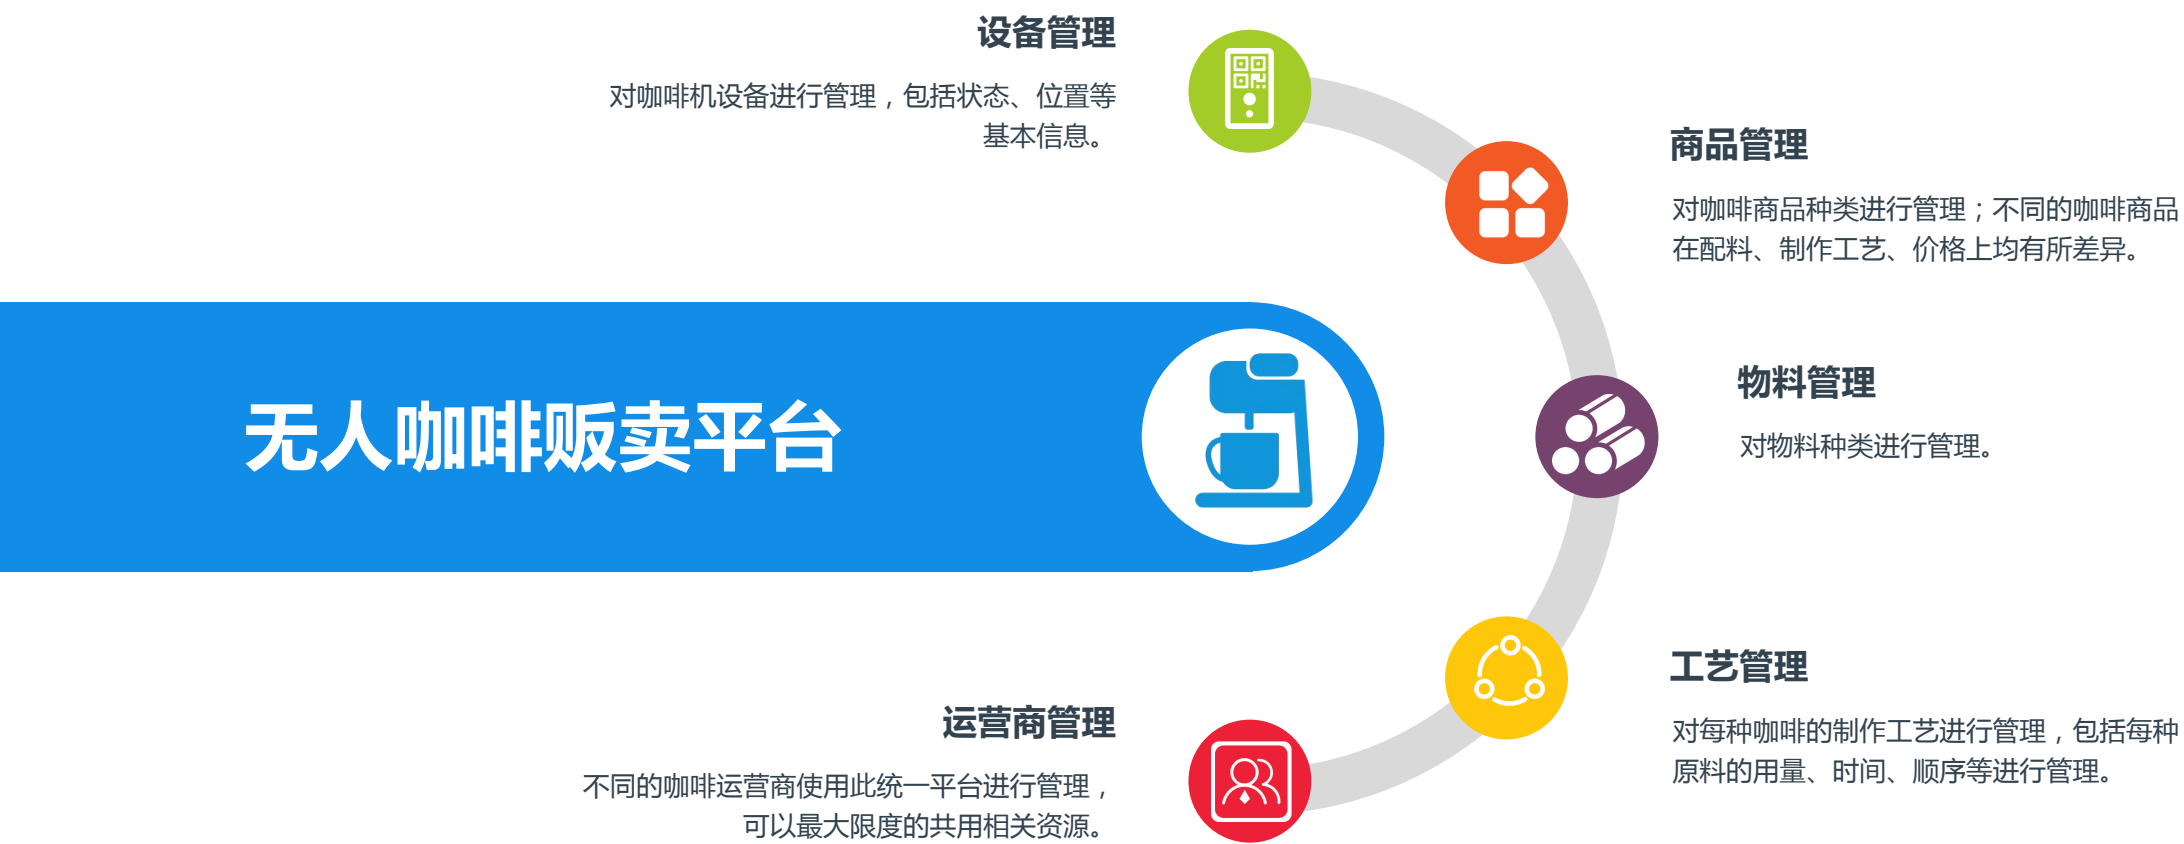 设备管理
对咖啡机设备进行管理，包括状态、位置等
基本信息。
商品管理
对咖啡商品种类进行管理；不同的咖啡商品
在配料、制作工艺、价格上均有所差异。
无人咖啡贩卖平台
物料管理
对物料种类进行管理。
工艺管理
对每种咖啡的制作工艺进行管理，包括每种
原料的用量、时间、顺序等进行管理。
运营商管理
不同的咖啡运营商使用此统一平台进行管理，
可以最大限度的共用相关资源。